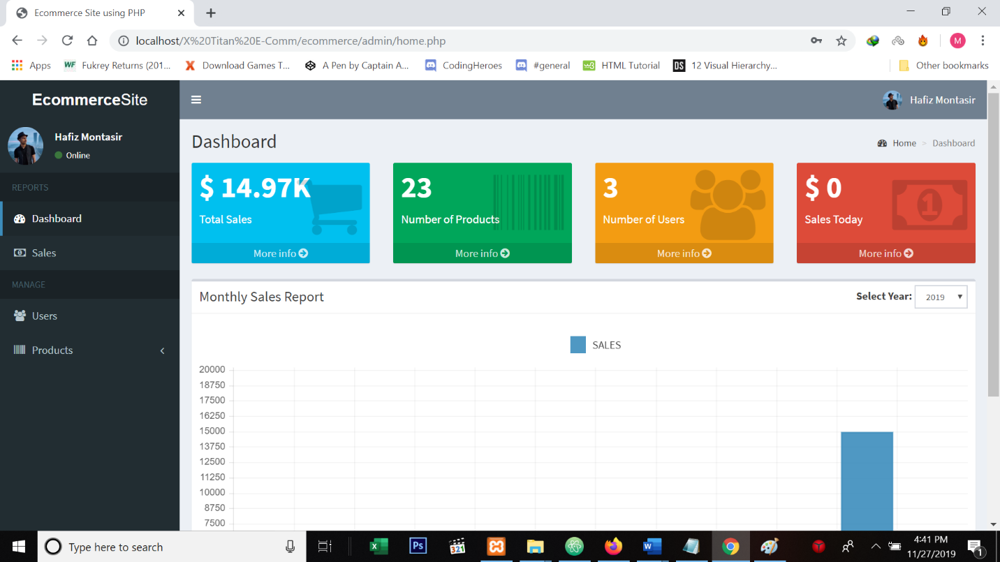 Ecommerce Site using PHP
localhost/X%20Titan%20E-Comm/ecommerce/admin/home.php
M
Apps
WF Fukrey Returns (201...
Download Games T...
A Pen by Captain A...
CodingHeroes
#general
HTML Tutorial
DS 12 Visual Hierarchy...
Other bookmarks
EcommerceSite
Hafiz Montasir
Hafiz Montasir
Online
Dashboard
Home > Dashboard
REPORTS
Dashboard
Sales
MANAGE
Users
Products
$ 14.97K
Total Sales
More info
23
Number of Products
More info
3
Number of Users
More info
$ 0
Sales Today
More info
Monthly Sales Report
Select Year: 2019
SALES
20000
18750
17500
16250
15000
13750
12500
11250
10000
8750
7500
Type here to search
Ps
321
4:41 PM
11/27/2019
1